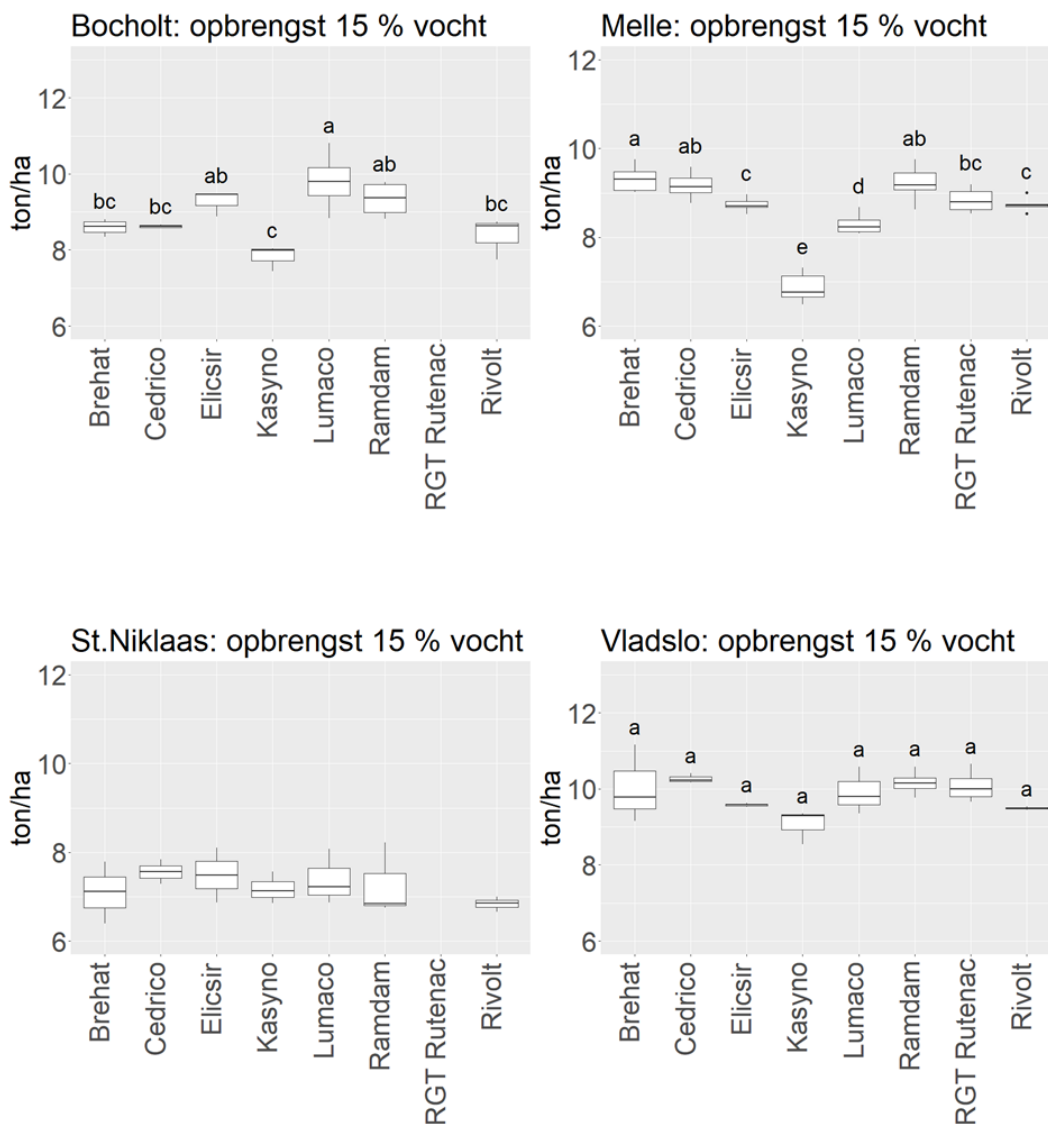 Bocholt: opbrengst 15 % vocht
ton/ha
12
10
8
6
bc
bc
ab
c
a
ab
bc
Brehat
Cedrico
Elicsir
Kasyno
Lumaco
Ramdam
RGT Rutenac
Rivolt
Melle: opbrengst 15 % vocht
ton/ha
12
10
8
6
a
ab
c
e
d
ab
bc
c
Brehat
Cedrico
Elicsir
Kasyno
Lumaco
Ramdam
RGT Rutenac
Rivolt
St.Niklaas: opbrengst 15 % vocht
ton/ha
12
10
8
6
Brehat
Cedrico
Elicsir
Kasyno
Lumaco
Ramdam
RGT Rutenac
Rivolt
Vladslo: opbrengst 15 % vocht
ton/ha
12
10
8
6
a
a
a
a
a
a
a
a
Brehat
Cedrico
Elicsir
Kasyno
Lumaco
Ramdam
RGT Rutenac
Rivolt